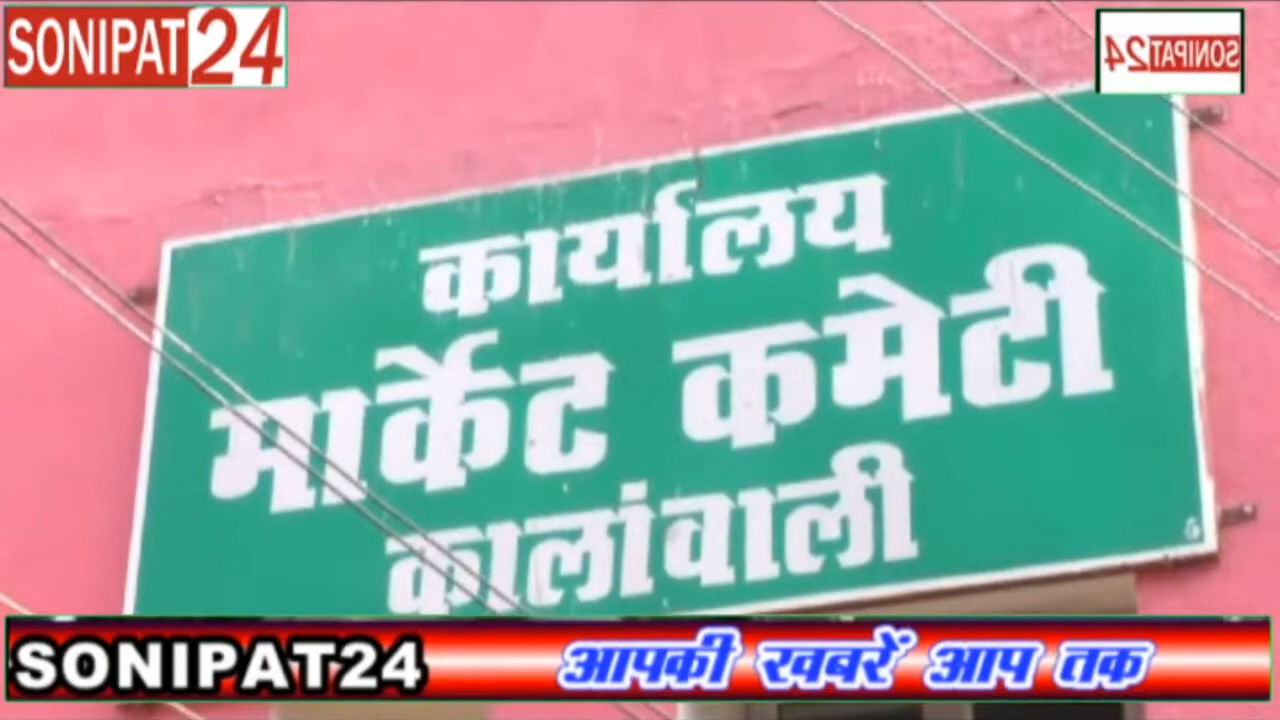 SONIPAT24
SONIPAT24
कार्यालय
मार्केट कमेटी
कालांवाली
SONIPAT24 आपकी खबरें आप तक